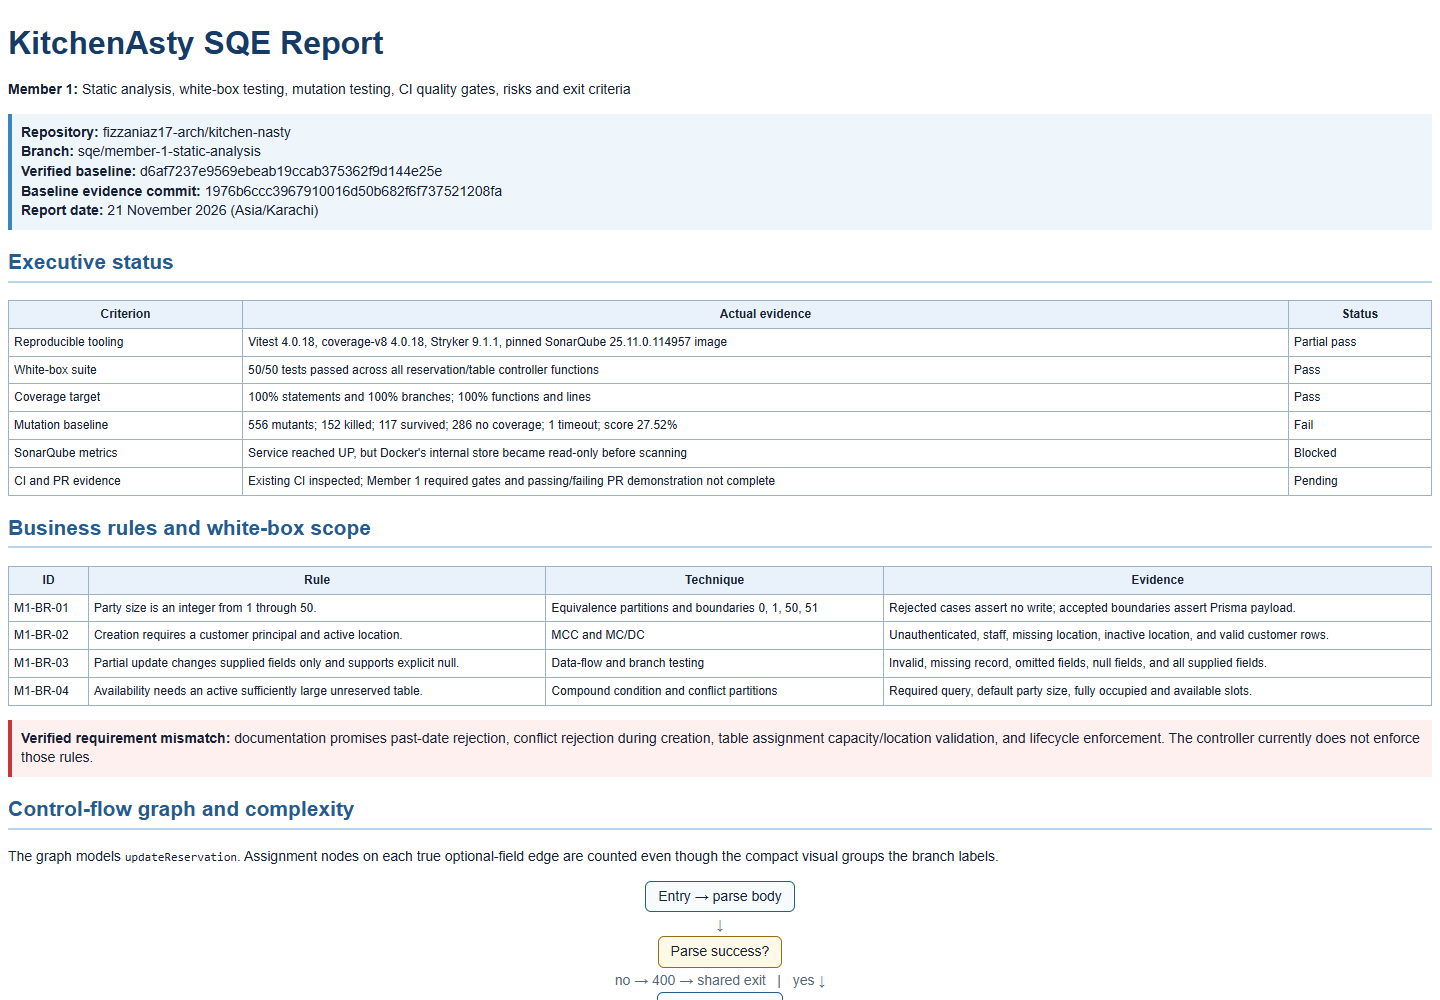 KitchenAsty SQE Report
Member 1: Static analysis, white-box testing, mutation testing, CI quality gates, risks and exit criteria
Repository: fizzaniaz17-arch/kitchen-nasty
Branch: sqe/member-1-static-analysis
Verified baseline: d6af7237e9569ebeab19ccab375362f9d144e25e
Baseline evidence commit: 1976b6ccc3967910016d50b682f6f737521208fa
Report date: 21 November 2026 (Asia/Karachi)
Executive status
Criterion Actual evidence Status
Reproducible tooling Vitest 4.0.18, coverage-v8 4.0.18, Stryker 9.1.1, pinned SonarQube 25.11.0.114957 image Partial pass
White-box suite 50/50 tests passed across all reservation/table controller functions Pass
Coverage target 100% statements and 100% branches; 100% functions and lines Pass
Mutation baseline 556 mutants; 152 killed; 117 survived; 286 no coverage; 1 timeout; score 27.52% Fail
SonarQube metrics Service reached UP, but Docker's internal store became read-only before scanning Blocked
CI and PR evidence Existing CI inspected; Member 1 required gates and passing/failing PR demonstration not complete Pending
Business rules and white-box scope
ID Rule Technique Evidence
M1-BR-01 Party size is an integer from 1 through 50. Equivalence partitions and boundaries 0, 1, 50, 51 Rejected cases assert no write; accepted boundaries assert Prisma payload.
M1-BR-02 Creation requires a customer principal and active location. MCC and MC/DC Unauthenticated, staff, missing location, inactive location, and valid customer rows.
M1-BR-03 Partial update changes supplied fields only and supports explicit null. Data-flow and branch testing Invalid, missing record, omitted fields, null fields, and all supplied fields.
M1-BR-04 Availability needs an active sufficiently large unreserved table. Compound condition and conflict partitions Required query, default party size, fully occupied and available slots.
Verified requirement mismatch: documentation promises past-date rejection, conflict rejection during creation, table assignment capacity/location validation, and lifecycle enforcement. The controller currently does not enforce
those rules.
Control-flow graph and complexity
The graph models updateReservation. Assignment nodes on each true optional-field edge are counted even though the compact visual groups the branch labels.
Entry → parse body
↓
Parse success?
no → 400 → shared exit | yes ↓